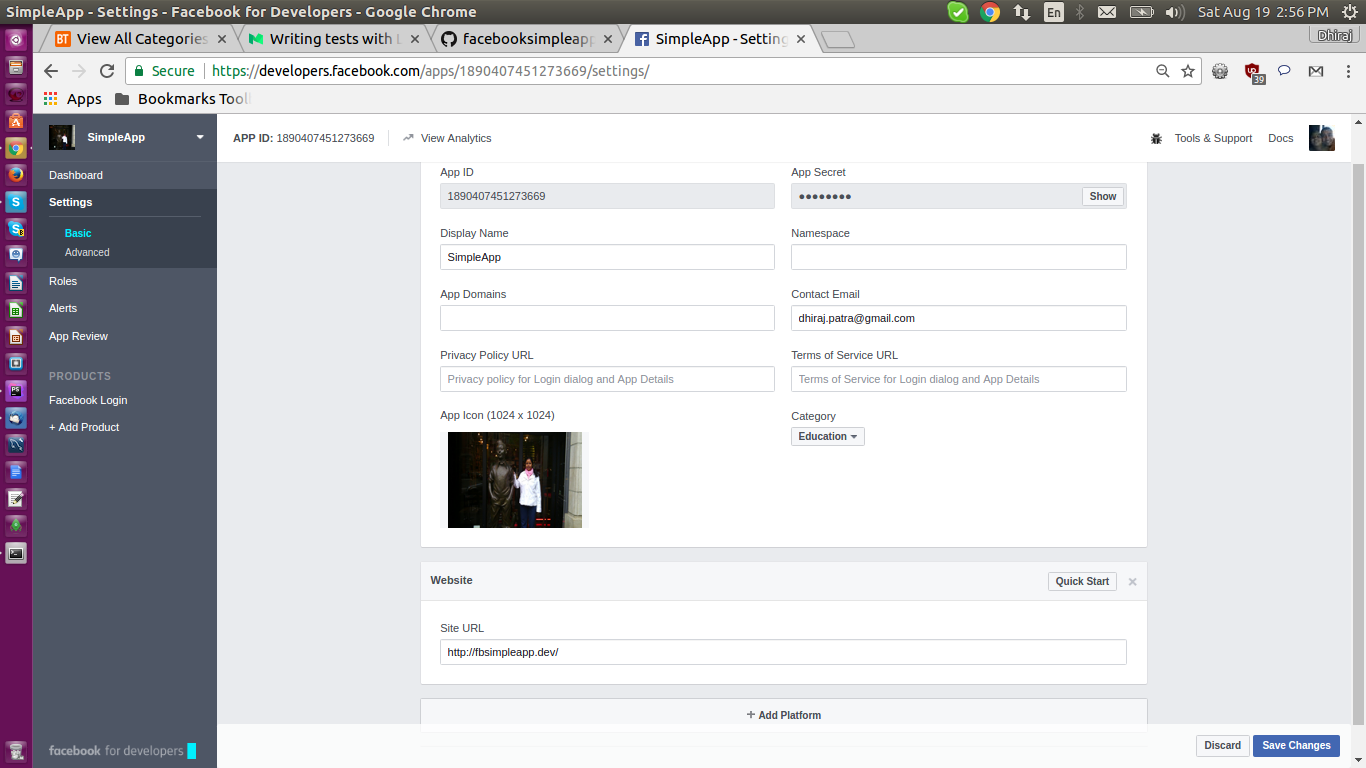 SimpleApp - Settings - Facebook for Developers - Google Chrome
En
Sat Aug 19 2:56 PM
BT View All Categories
Writing tests with
facebooksimpleapp
SimpleApp - Setting
Dhiraj
Secure https://developers.facebook.com/apps/1890407451273669/settings/
39
Apps
Bookmarks Tool
SimpleApp
APP ID: 1890407451273669
View Analytics
Tools & Support
Docs
Dashboard
Settings
Basic
Advanced
Roles
Alerts
App Review
PRODUCTS
Facebook Login
+ Add Product
facebook for developers
App ID
1890407451273669
App Secret
●●●●●●●●
Show
Display Name
SimpleApp
Namespace
App Domains
Contact Email
dhiraj.patra@gmail.com
Privacy Policy URL
Privacy policy for Login dialog and App Details
Terms of Service URL
Terms of Service for Login dialog and App Details
App Icon (1024 x 1024)
Category
Education
Website
Quick Start
Site URL
http://fbsimpleapp.dev/
+ Add Platform
Discard
Save Changes